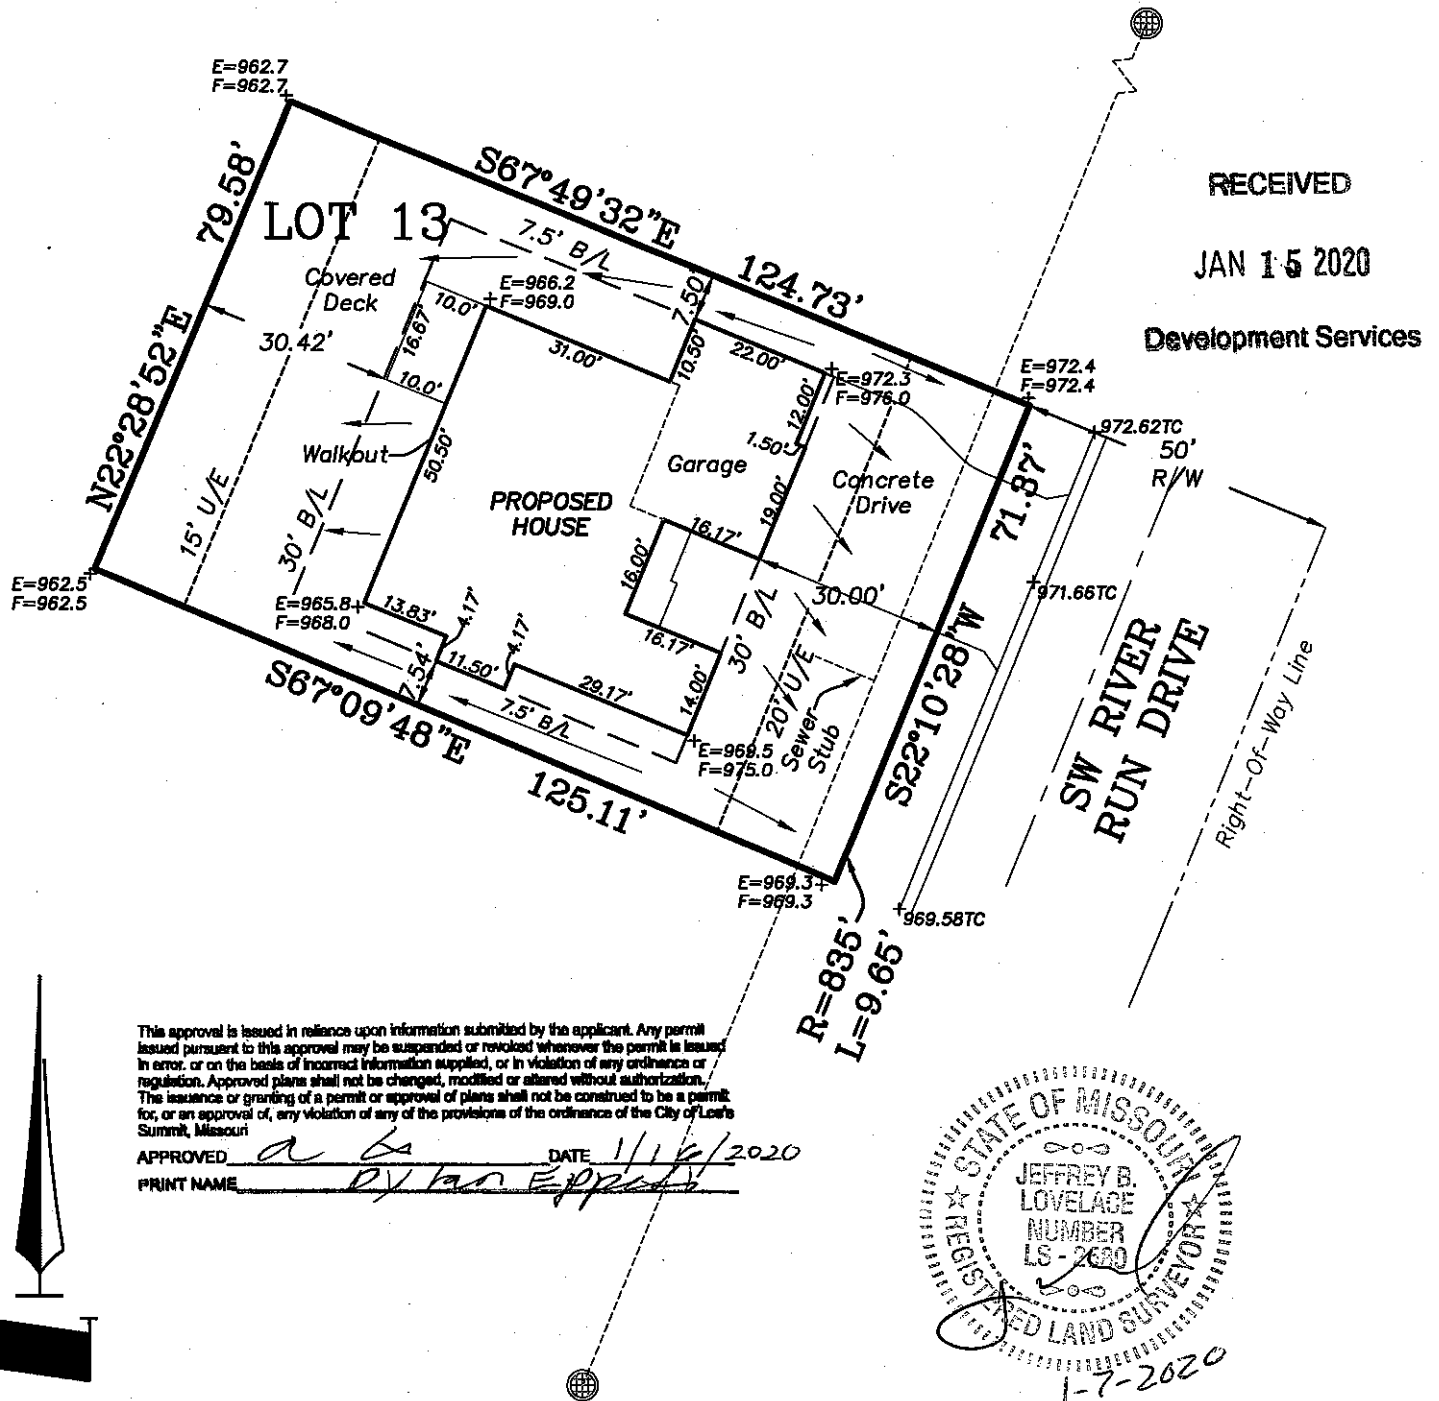 E=962.7
F=962.7
S67°49'32"E
124.73'
79.58'
LOT 13
7.5' B/L
7.50'
RECEIVED
JAN 15 2020
Development Services
Covered
Deck
E=966.2
F=969.0
10.0'
16.67'
30.42'
31.00'
10.50'
22.00'
E=972.3
F=976.0
E=972.4
F=972.4
972.62TC
50'
R/W
10.0'
12.00'
1.50'
Walkout
50.50'
Garage
Concrete
Drive
71.87'
N22°28'52"E
15' U/E
30' B/L
PROPOSED
HOUSE
19.00'
16.17'
16.00'
30.00'
971.66TC
E=962.5
F=962.5
E=965.8
F=968.0
13.83'
4.17'
4.17'
16.17'
30' B/L
SW RIVER
RUN DRIVE
Right-Of-Way Line
7.54'
11.50'
29.17'
14.00'
20' U/E
Sewer
Stub
S22°10'28"W
S67°09'48"E
7.5' B/L
E=969.5
F=975.0
125.11'
E=969.3
F=969.3
969.58TC
R=835'
L=9.65'
This approval is issued in reliance upon information submitted by the applicant. Any permit
issued pursuant to this approval may be suspended or revoked whenever the permit is issued
in error, or on the basis of incorrect information supplied, or in violation of any ordinance or
regulation. Approved plans shall not be changed, modified or altered without authorization.
The issuance or granting of a permit or approval of plans shall not be construed to be a permit
for, or an approval of, any violation of any of the provisions of the ordinance of the City of Lee's
Summit, Missouri
APPROVED DATE 1/16/2020
PRINT NAME Dylan
STATE OF MISSOURI
JEFFREY B.
LOVELACE
NUMBER
LS - 2680
REGISTERED LAND SURVEYOR
1-7-2020